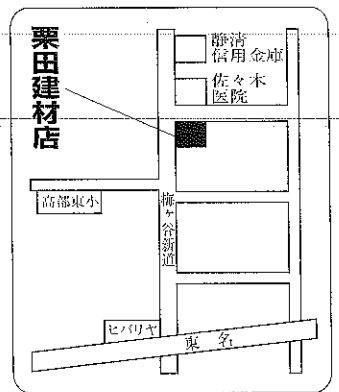 栗田建材店
静清
信用金庫
佐々木
医院
高部東小
梅ヶ谷新道
ヒバリヤ
東名